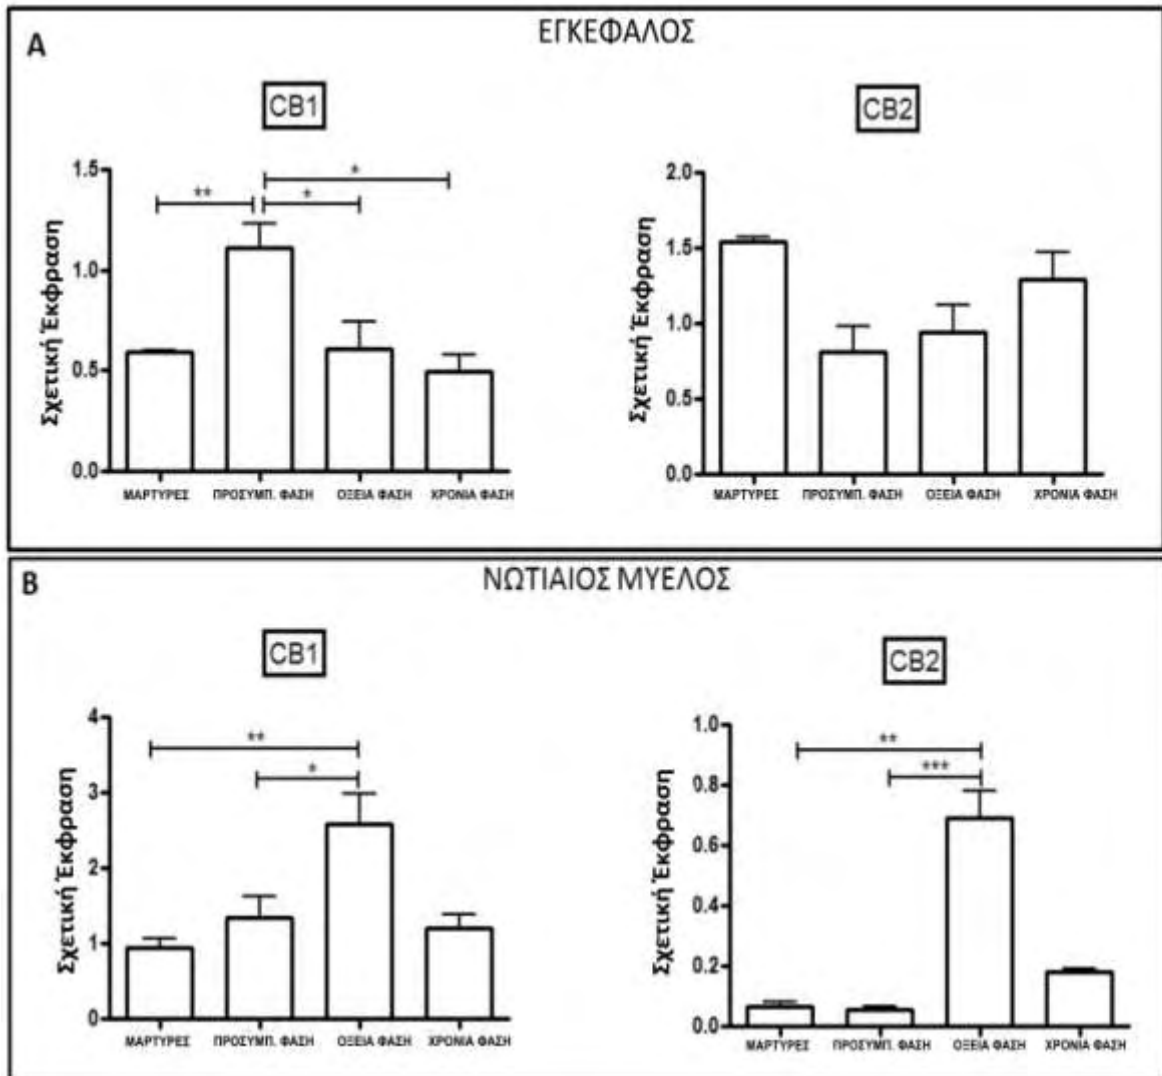 A
ΕΓΚΕΦΑΛΟΣ
CB1
Σχετική Έκφραση
1.5
1.0
0.5
0.0
**
*
*
ΜΑΡΤΥΡΕΣ ΠΡΟΣΥΜΠ. ΦΑΣΗ ΟΞΕΙΑ ΦΑΣΗ ΧΡΟΝΙΑ ΦΑΣΗ
CB2
Σχετική Έκφραση
2.0
1.5
1.0
0.5
0.0
ΜΑΡΤΥΡΕΣ ΠΡΟΣΥΜΠ. ΦΑΣΗ ΟΞΕΙΑ ΦΑΣΗ ΧΡΟΝΙΑ ΦΑΣΗ
B
ΝΩΤΙΑΙΟΣ ΜΥΕΛΟΣ
CB1
Σχετική Έκφραση
4
3
2
1
0
**
*
ΜΑΡΤΥΡΕΣ ΠΡΟΣΥΜΠ. ΦΑΣΗ ΟΞΕΙΑ ΦΑΣΗ ΧΡΟΝΙΑ ΦΑΣΗ
CB2
Σχετική Έκφραση
1.0
0.8
0.6
0.4
0.2
0.0
**
***
ΜΑΡΤΥΡΕΣ ΠΡΟΣΥΜΠ. ΦΑΣΗ ΟΞΕΙΑ ΦΑΣΗ ΧΡΟΝΙΑ ΦΑΣΗ